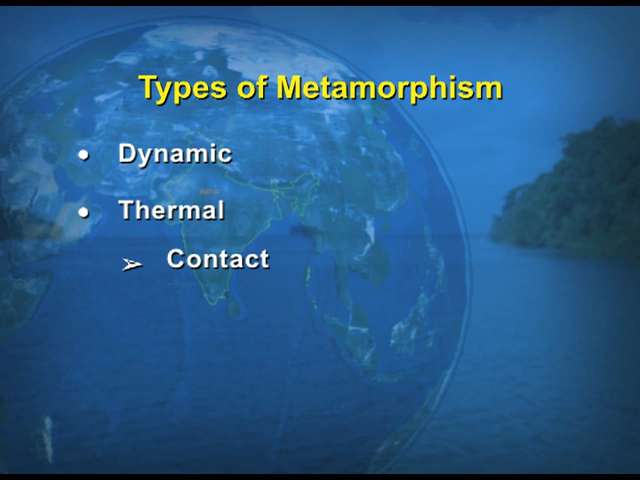 Types of Metamorphism
• Dynamic
• Thermal
➢ Contact